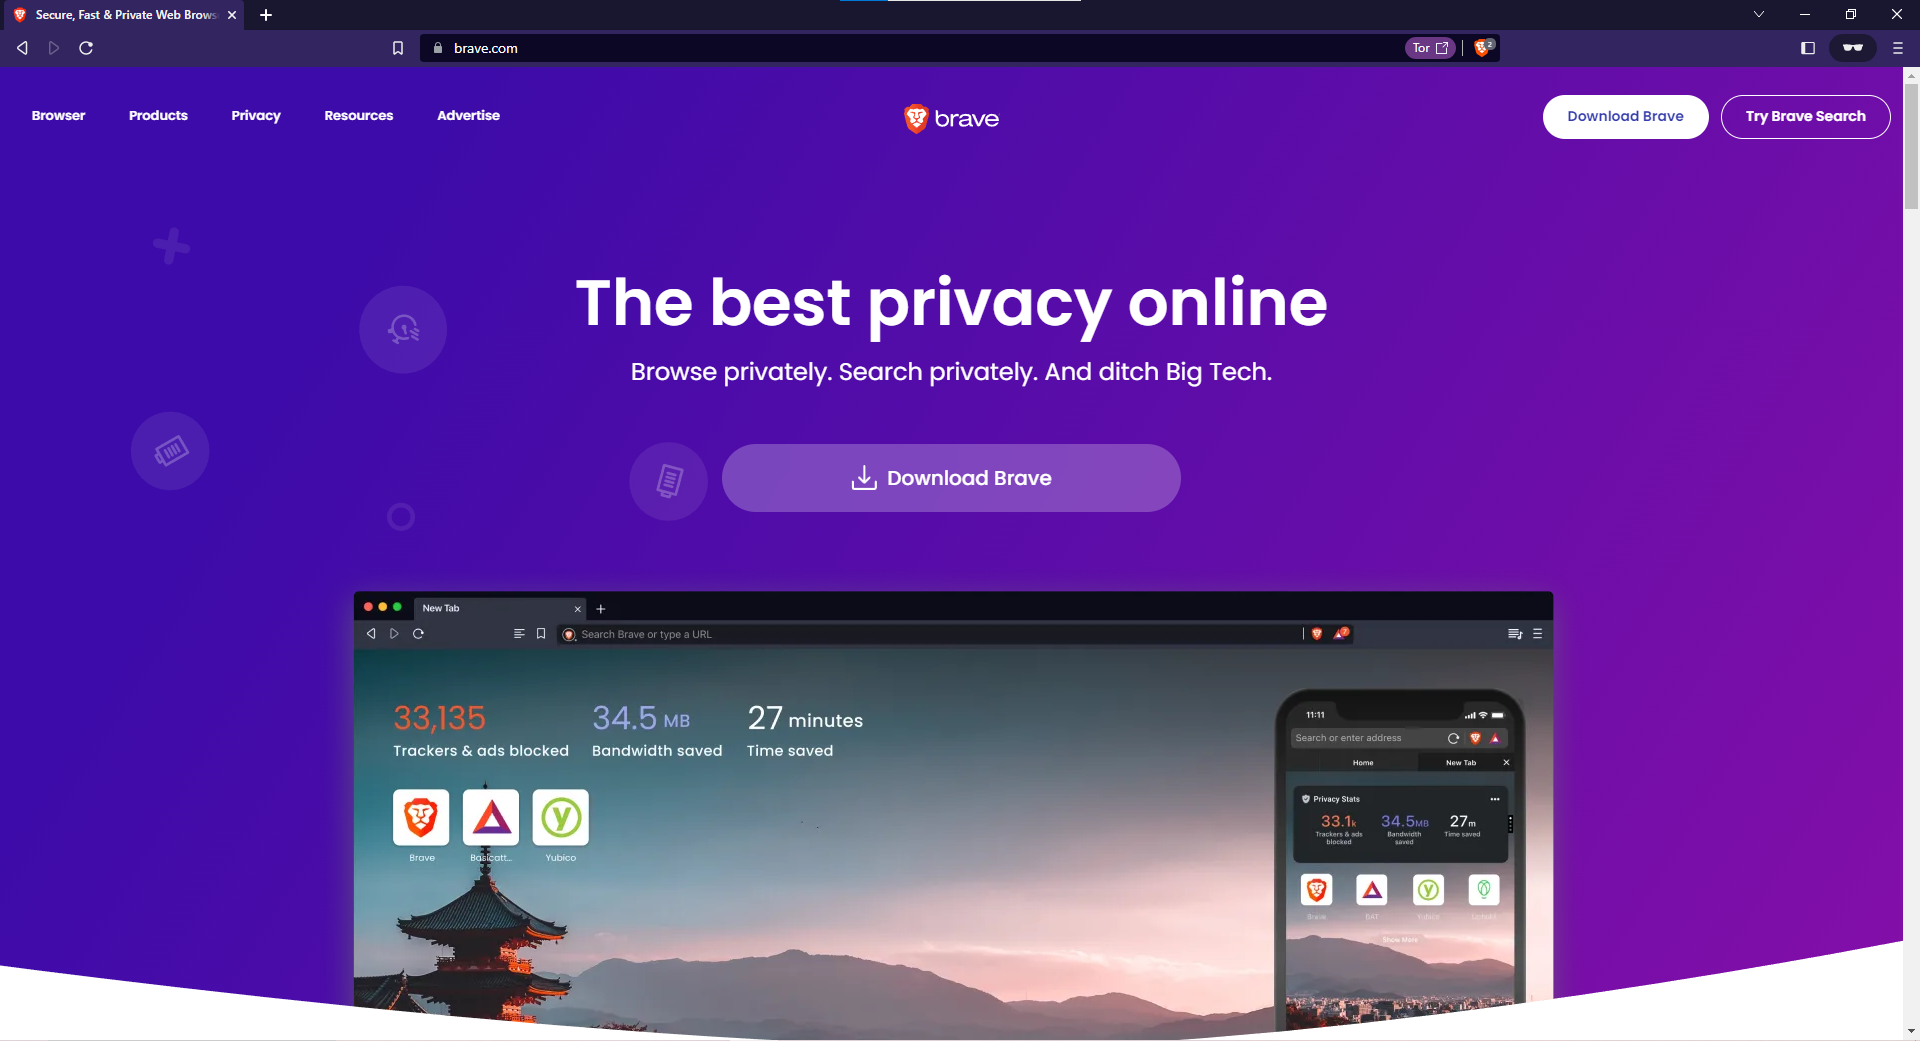 Secure, Fast & Private Web Brows
brave.com
Tor
2
Browser
Products
Privacy
Resources
Advertise
brave
Download Brave
Try Brave Search
The best privacy online
Browse privately. Search privately. And ditch Big Tech.
Download Brave
New Tab
Search Brave or type a URL
7
33,135
Trackers & ads blocked
34.5 MB
Bandwidth saved
27 minutes
Time saved
Brave
Basicatt...
Yubico
11:11
Search or enter address
Home
New Tab
Privacy Stats
33.1k
Trackers & ads
blocked
34.5MB
Bandwidth
saved
27m
Time saved
Brave
BAT
Yubico
Uphold
Show More